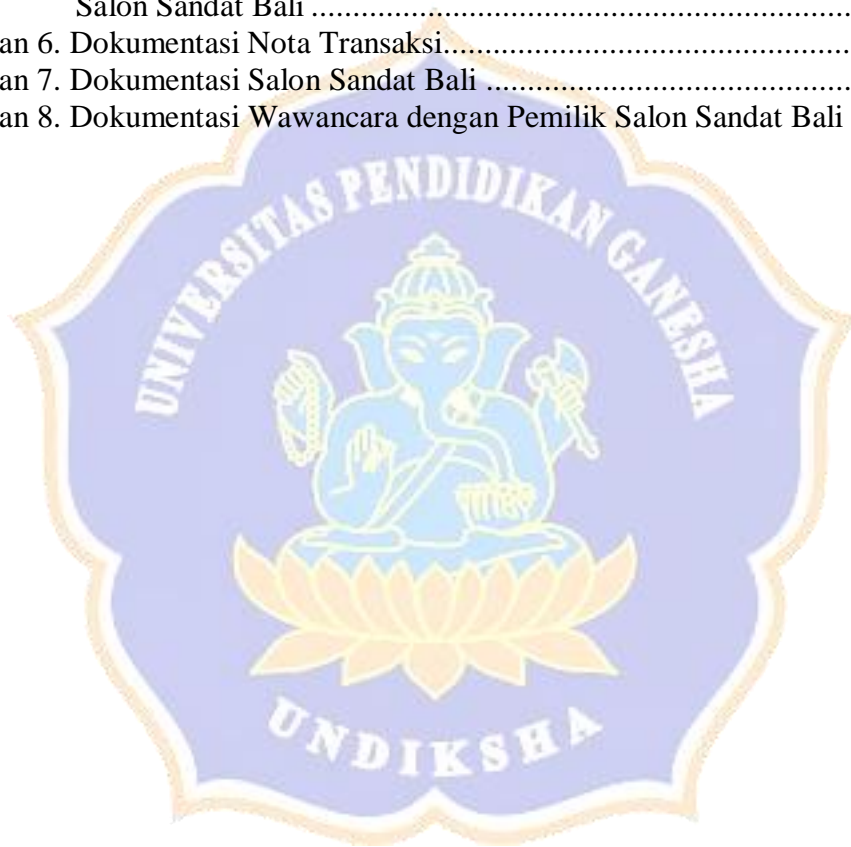 Salon Sandat Bali ................................................................
an 6. Dokumentasi Nota Transaksi.................................................
an 7. Dokumentasi Salon Sandat Bali ............................................
an 8. Dokumentasi Wawancara dengan Pemilik Salon Sandat Bali
UNIVERSITAS PENDIDIKAN GANESHA
UNDIKSHA